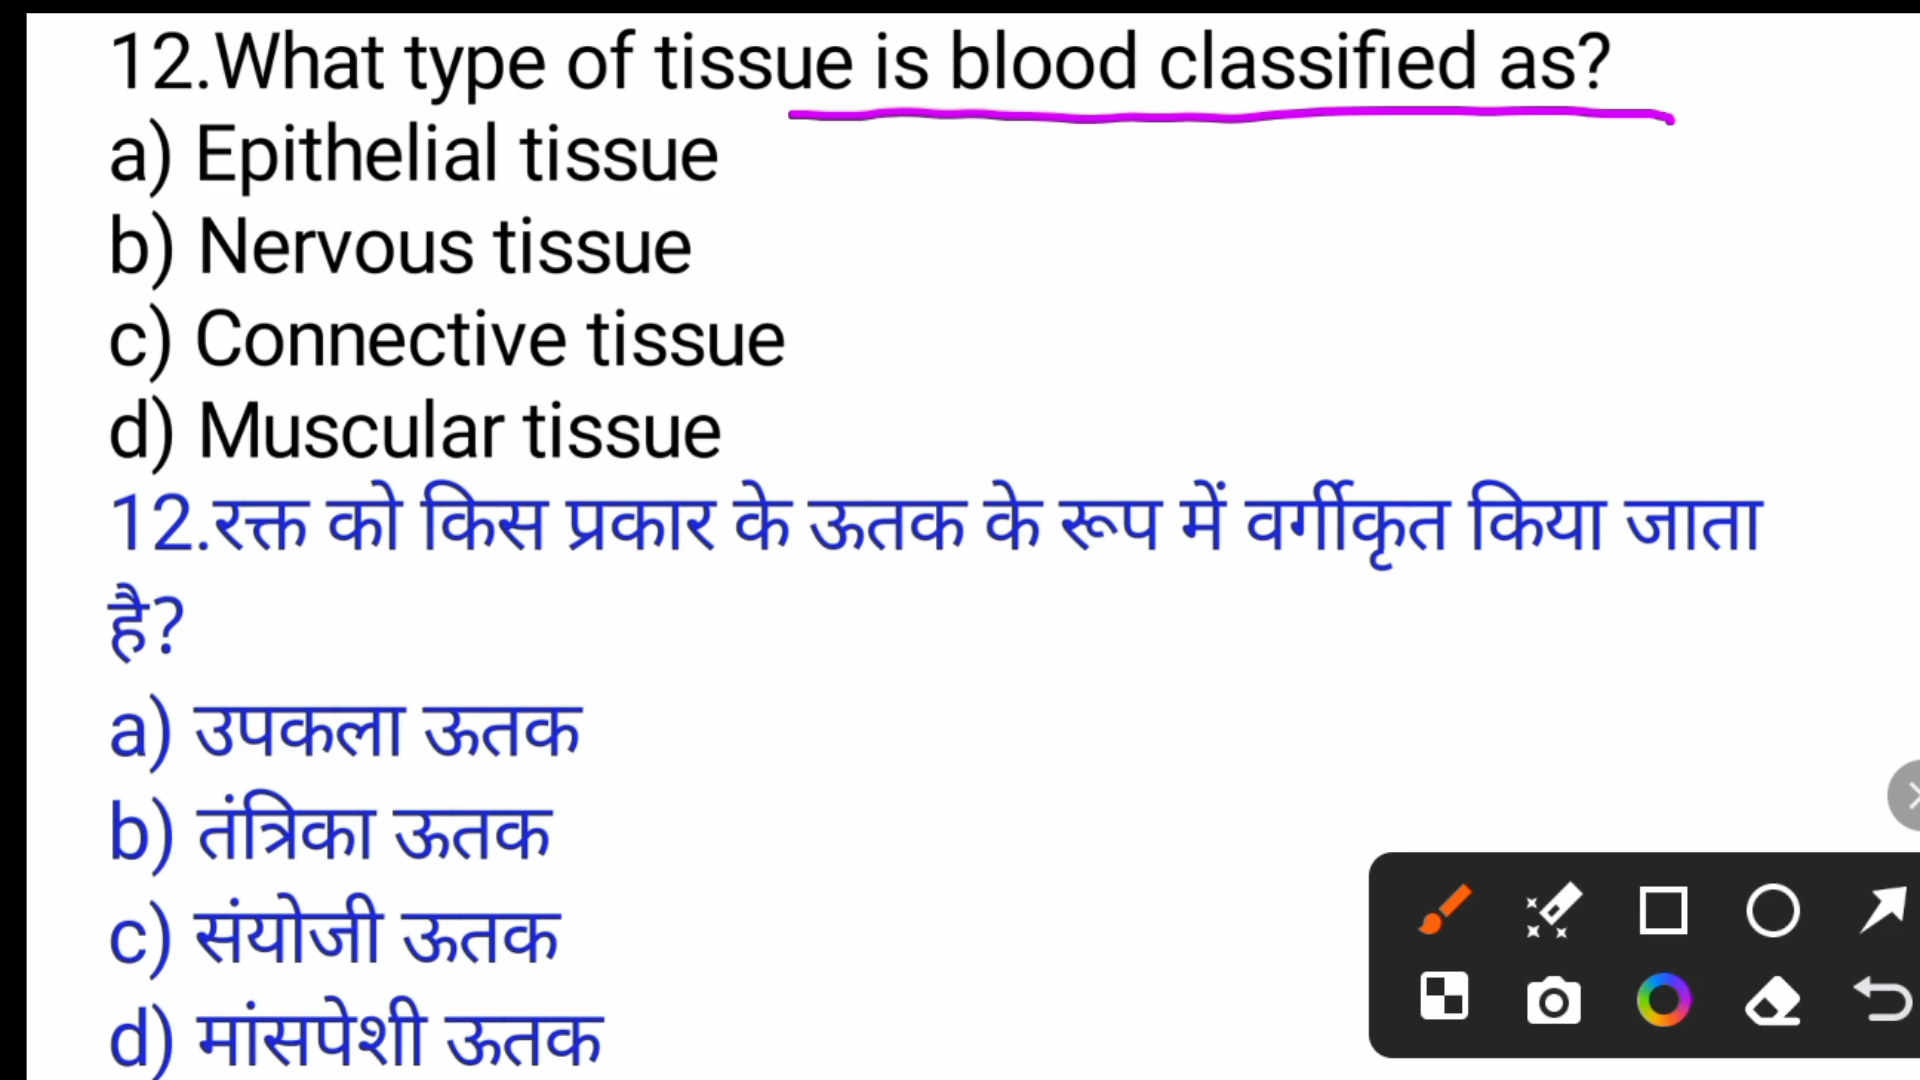 12.What type of tissue is blood classified as?
a) Epithelial tissue
b) Nervous tissue
c) Connective tissue
d) Muscular tissue
12.रक्त को किस प्रकार के ऊतक के रूप में वर्गीकृत किया जाता
है?
a) उपकला ऊतक
b) तंत्रिका ऊतक
c) संयोजी ऊतक
d) मांसपेशी ऊतक